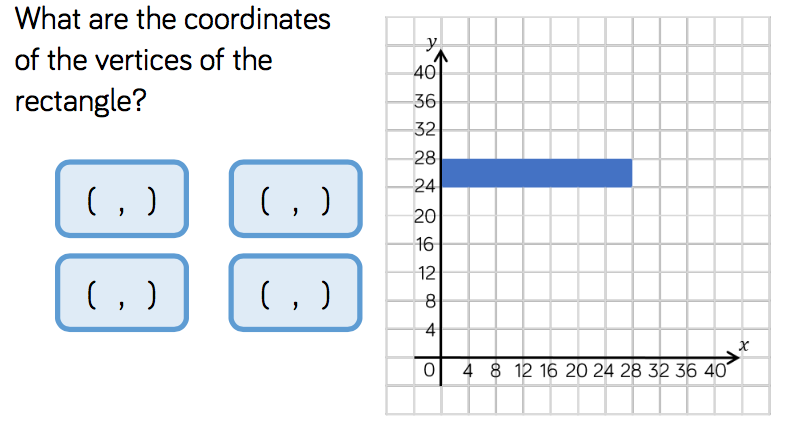 What are the coordinates
of the vertices of the
rectangle?
( , ) ( , )
( , ) ( , )
y
40
36
32
28
24
20
16
12
8
4
x
0 4 8 12 16 20 24 28 32 36 40